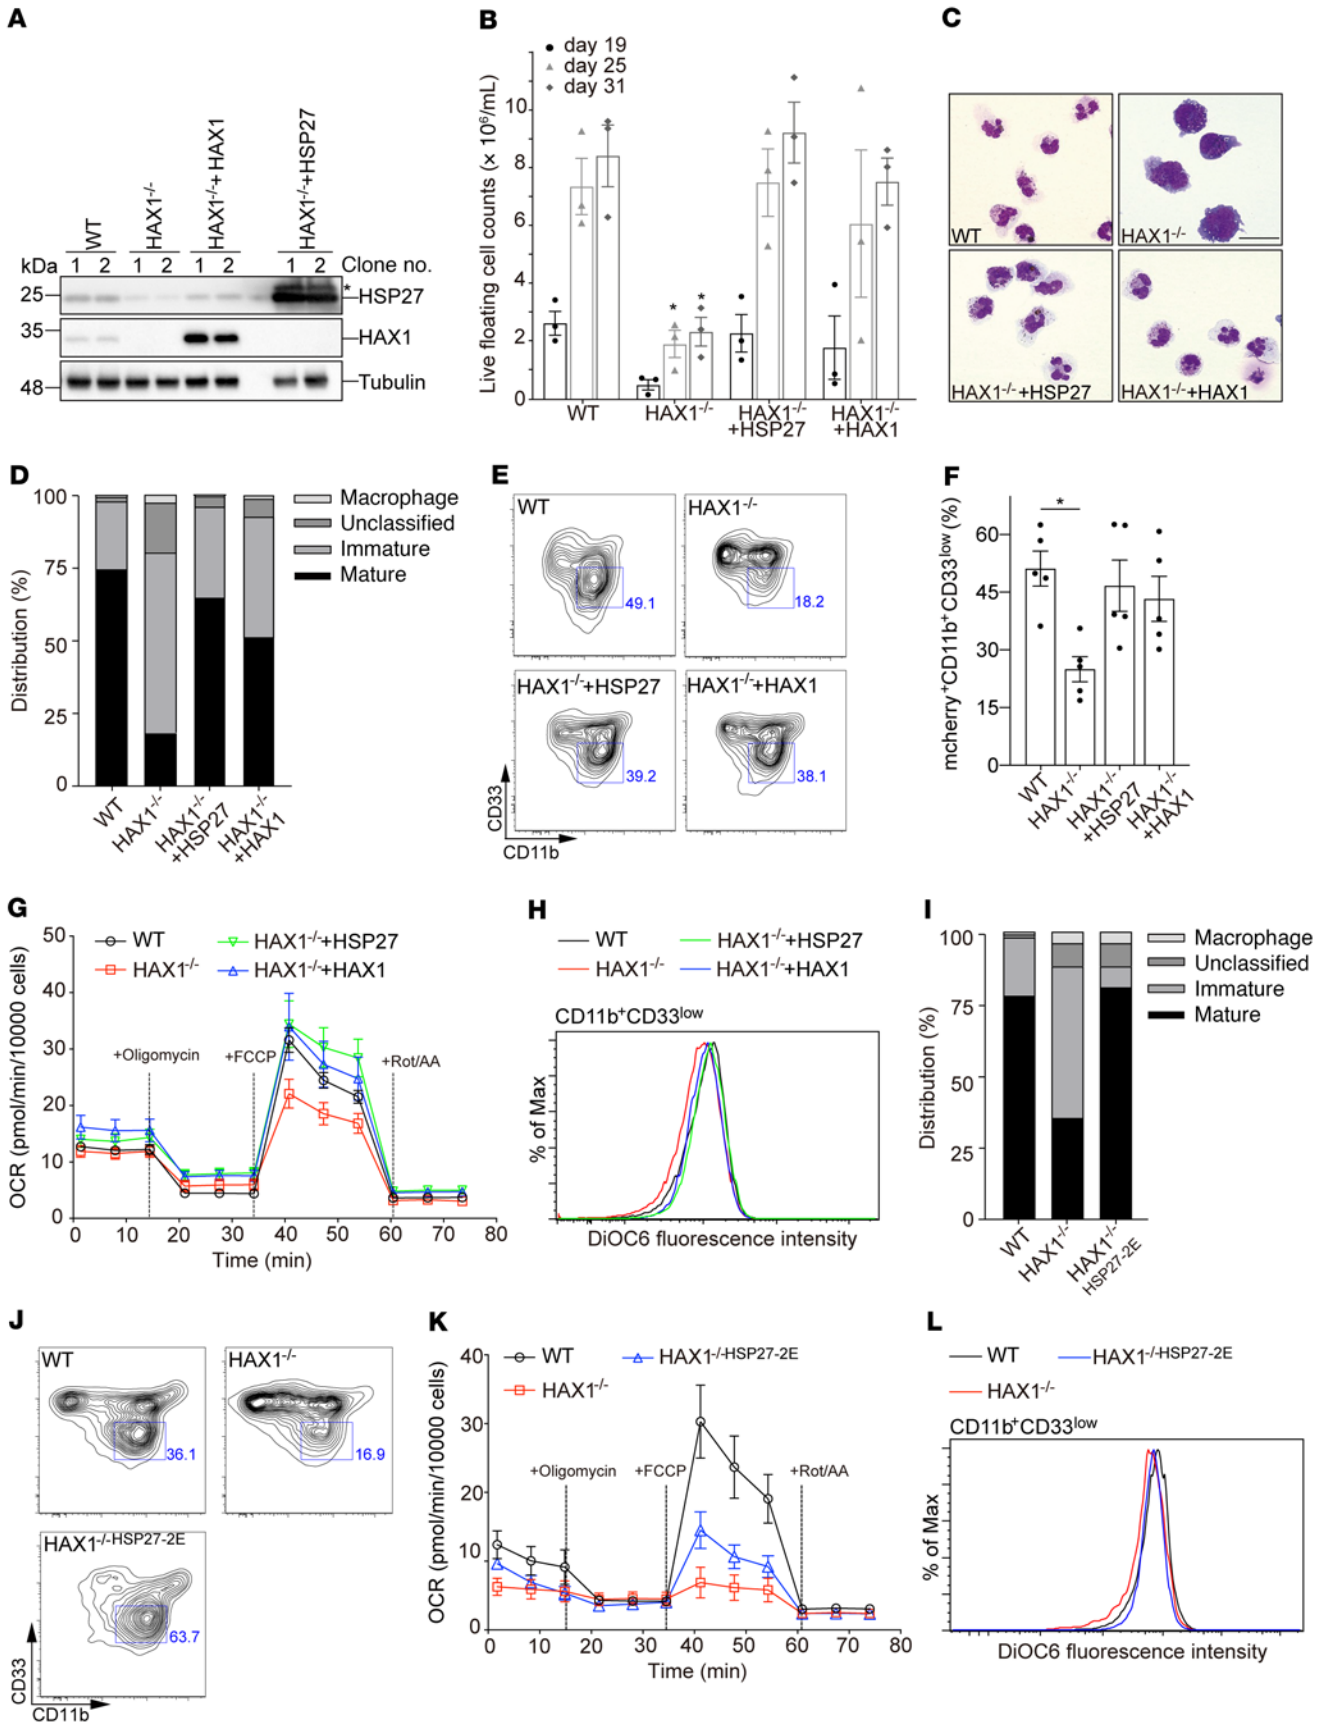 A
WT
HAX1-/-
HAX1-/-+HAX1
HAX1-/-+HSP27
kDa 1 2 1 2 1 2 1 2 Clone no.
25 * HSP27
35 HAX1
48 Tubulin
B
day 19
day 25
day 31
Live floating cell counts (× 10⁶/mL)
10
8
6
4
2
0
* *
WT HAX1-/- HAX1-/- +HSP27 HAX1-/- +HAX1
C
WT HAX1-/-
HAX1-/-+HSP27 HAX1-/-+HAX1
D
Distribution (%)
100
75
50
25
0
Macrophage
Unclassified
Immature
Mature
WT HAX1-/- HAX1-/- +HSP27 HAX1-/- +HAX1
E
WT HAX1-/-
49.1 18.2
HAX1-/-+HSP27 HAX1-/-+HAX1
39.2 38.1
CD33
CD11b
F
mcherry+CD11b+CD33low (%)
*
60
45
30
15
0
WT HAX1-/- HAX1-/- +HSP27 HAX1-/- +HAX1
G
OCR (pmol/min/10000 cells)
50
40
30
20
10
0
WT HAX1-/-+HSP27
HAX1-/- HAX1-/-+HAX1
+Oligomycin +FCCP +Rot/AA
0 10 20 30 40 50 60 70 80
Time (min)
H
WT HAX1-/-+HSP27
HAX1-/- HAX1-/-+HAX1
CD11b+CD33low
% of Max
DiOC6 fluorescence intensity
I
Distribution (%)
100
75
50
25
0
Macrophage
Unclassified
Immature
Mature
WT HAX1-/- HAX1-/- HSP27-2E
J
WT HAX1-/-
36.1 16.9
HAX1-/-HSP27-2E
63.7
CD33
CD11b
K
OCR (pmol/min/10000 cells)
40
30
20
10
0
WT HAX1-/-HSP27-2E
HAX1-/-
+Oligomycin +FCCP +Rot/AA
0 10 20 30 40 50 60 70 80
Time (min)
L
WT HAX1-/-HSP27-2E
HAX1-/-
CD11b+CD33low
% of Max
DiOC6 fluorescence intensity